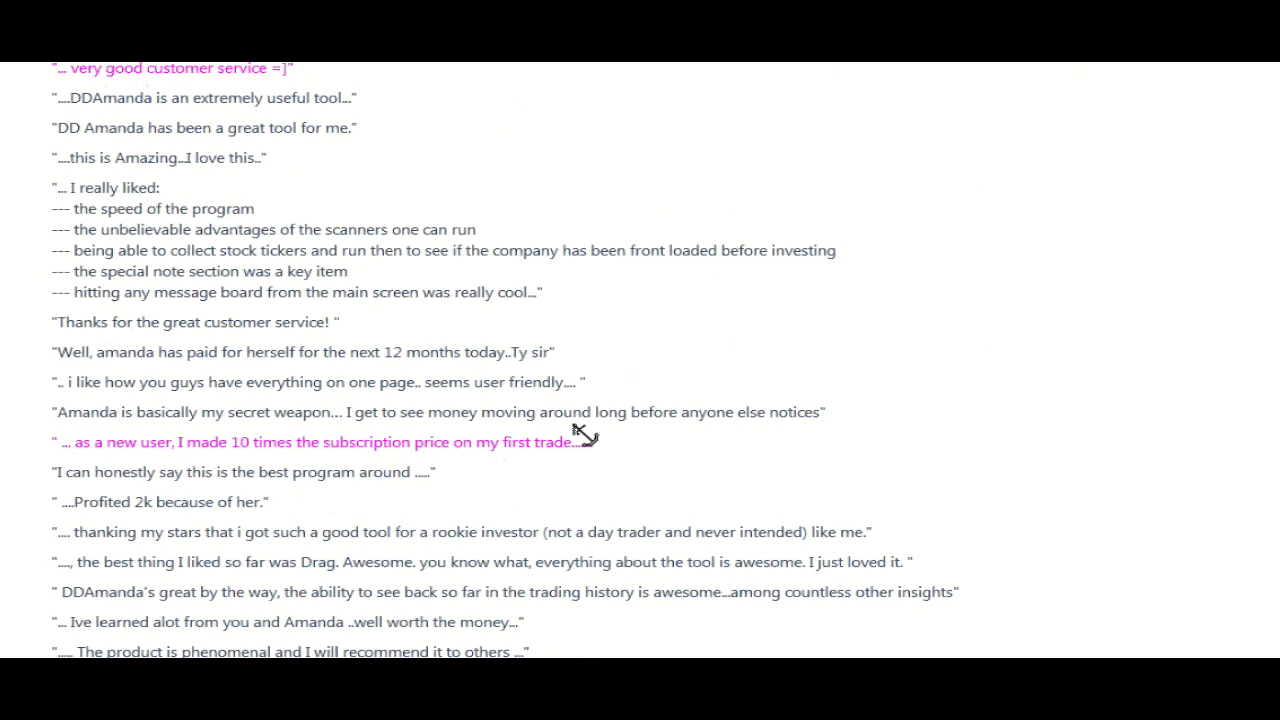 "... very good customer service =]"
"....DDAmanda is an extremely useful tool..."
"DD Amanda has been a great tool for me."
"....this is Amazing...I love this.."
"... I really liked:
--- the speed of the program
--- the unbelievable advantages of the scanners one can run
--- being able to collect stock tickers and run then to see if the company has been front loaded before investing
--- the special note section was a key item
--- hitting any message board from the main screen was really cool..."
"Thanks for the great customer service! "
"Well, amanda has paid for herself for the next 12 months today..Ty sir"
".. i like how you guys have everything on one page.. seems user friendly.... "
"Amanda is basically my secret weapon... I get to see money moving around long before anyone else notices"
" ... as a new user, I made 10 times the subscription price on my first trade....."
"I can honestly say this is the best program around ....."
" ....Profited 2k because of her."
".... thanking my stars that i got such a good tool for a rookie investor (not a day trader and never intended) like me."
"...., the best thing I liked so far was Drag. Awesome. you know what, everything about the tool is awesome. I just loved it. "
" DDAmanda's great by the way, the ability to see back so far in the trading history is awesome...among countless other insights"
"... Ive learned alot from you and Amanda ..well worth the money..."
"..... The product is phenomenal and I will recommend it to others ..."